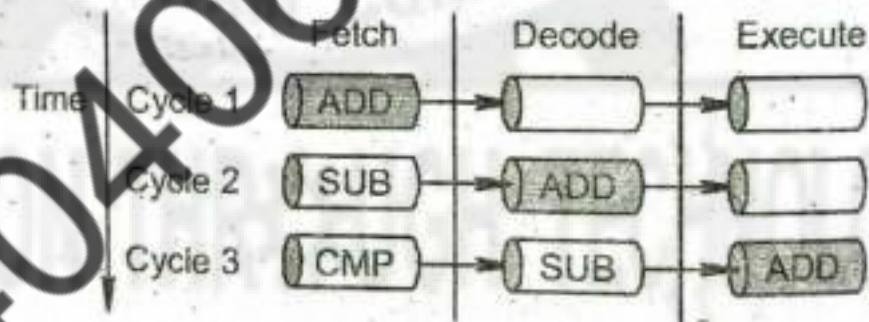 Fetch Decode Execute
Time Cycle 1 ADD
Cycle 2 SUB ADD
Cycle 3 CMP SUB ADD